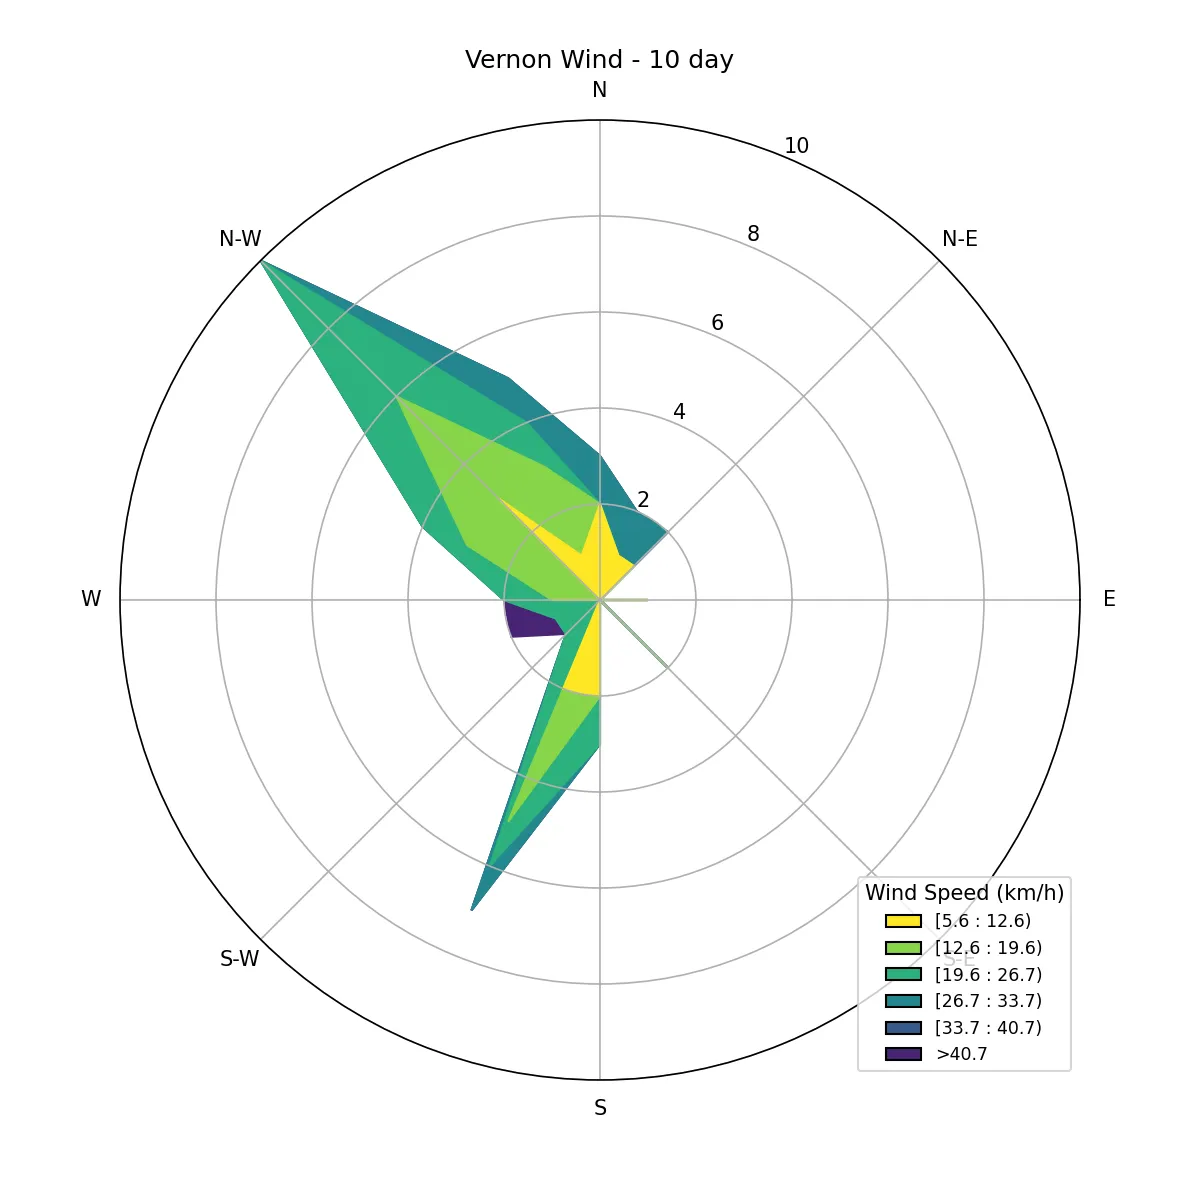 Vernon Wind - 10 day
N
10
N-W
N-E
8
6
4
2
W
E
S-W
S-E
S
Wind Speed (km/h)
[5.6 : 12.6)
[12.6 : 19.6)
[19.6 : 26.7)
[26.7 : 33.7)
[33.7 : 40.7)
>40.7